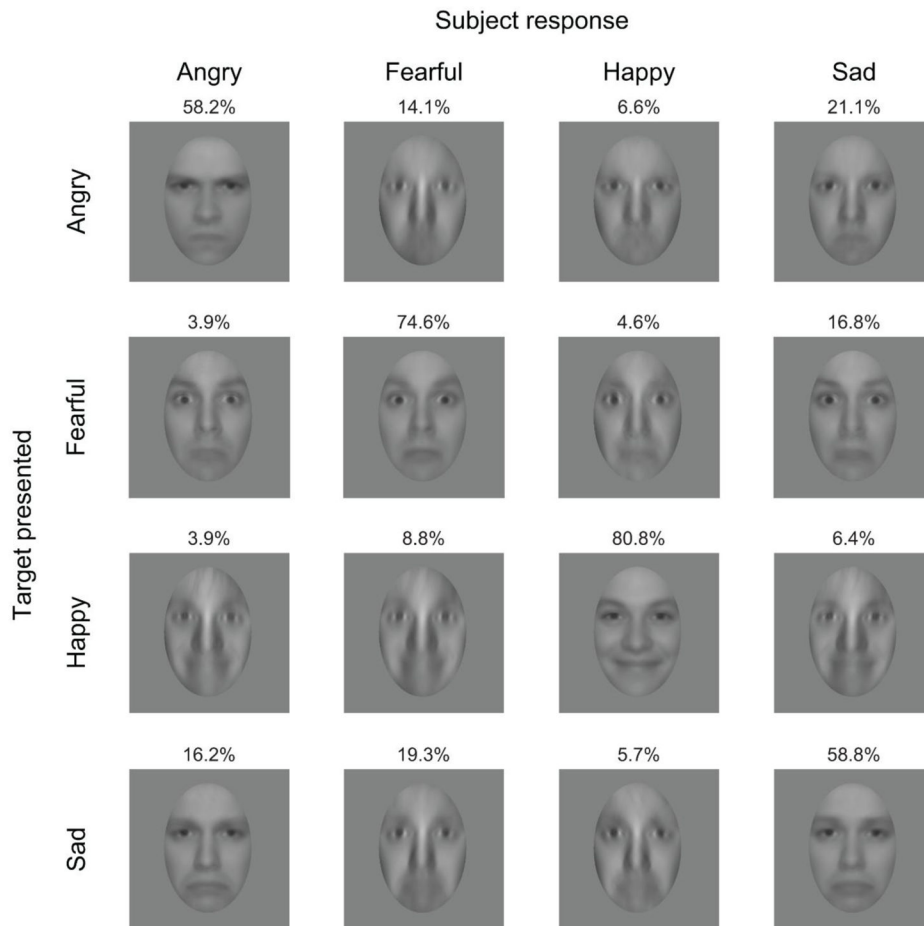 Subject response
Angry Fearful Happy Sad
58.2% 14.1% 6.6% 21.1%
Angry
3.9% 74.6% 4.6% 16.8%
Fearful
Target presented
3.9% 8.8% 80.8% 6.4%
Happy
16.2% 19.3% 5.7% 58.8%
Sad